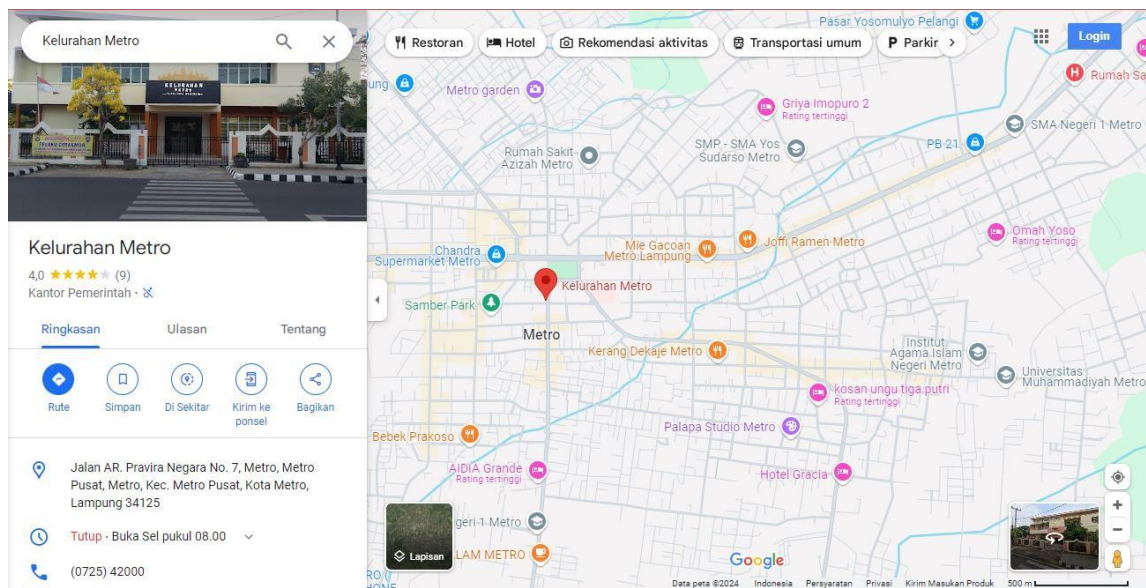 Kelurahan Metro
KELURAHAN
METRO
Kelurahan Metro
4,0 (9)
Kantor Pemerintah ·
Ringkasan
Ulasan
Tentang
Rute
Simpan
Di Sekitar
Kirim ke
ponsel
Bagikan
Jalan AR. Pravira Negara No. 7, Metro, Metro
Pusat, Metro, Kec. Metro Pusat, Kota Metro,
Lampung 34125
Tutup · Buka Sel pukul 08.00
(0725) 42000
Restoran
Hotel
Rekomendasi aktivitas
Transportasi umum
P Parkir
Login
Pasar Yosomulyo Pelangi
ung
Metro garden
Rumah Sa
Griya Imopuro 2
Rating tertinggi
SMA Negeri 1 Metro
PB 21
SMP - SMA Yos
Sudarso Metro
Rumah Sakit
Azizah Metro
Omah Yoso
Rating tertinggi
Chandra
Supermarket Metro
Mie Gacoan
Metro Lampung
Joffi Ramen Metro
Kelurahan Metro
Samber Park
Metro
Kerang Dekaje Metro
Institut
Agama Islam
Negeri Metro
Universitas
Muhammadiyah Metro
kosan ungu tiga putri
Rating tertinggi
Palapa Studio Metro
Bebek Prakoso
AIDIA Grande
Rating tertinggi
Hotel Gracia
geri 1 Metro
LAM METRO
RO (
HONE
Lapisan
Google
Data peta ©2024
Indonesia
Persyaratan
Privasi
Kirim Masukan Produk
500 m